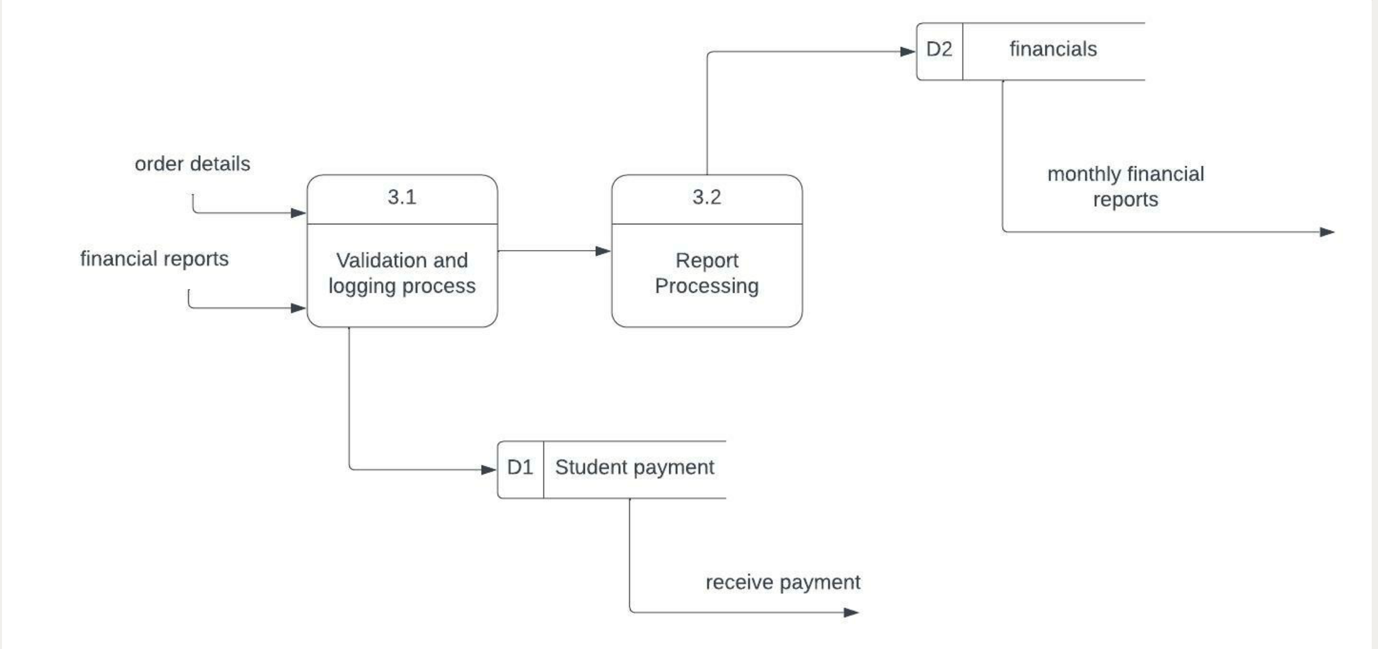 D2
financials
order details
monthly financial
reports
3.1
3.2
financial reports
Validation and
logging process
Report
Processing
D1
Student payment
receive payment